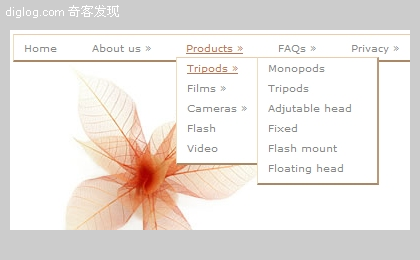 diglog.com 奇客发现
Home About us » Products » FAQs » Privacy »
Tripods »
Films »
Cameras »
Flash
Video
Monopods
Tripods
Adjutable head
Fixed
Flash mount
Floating head